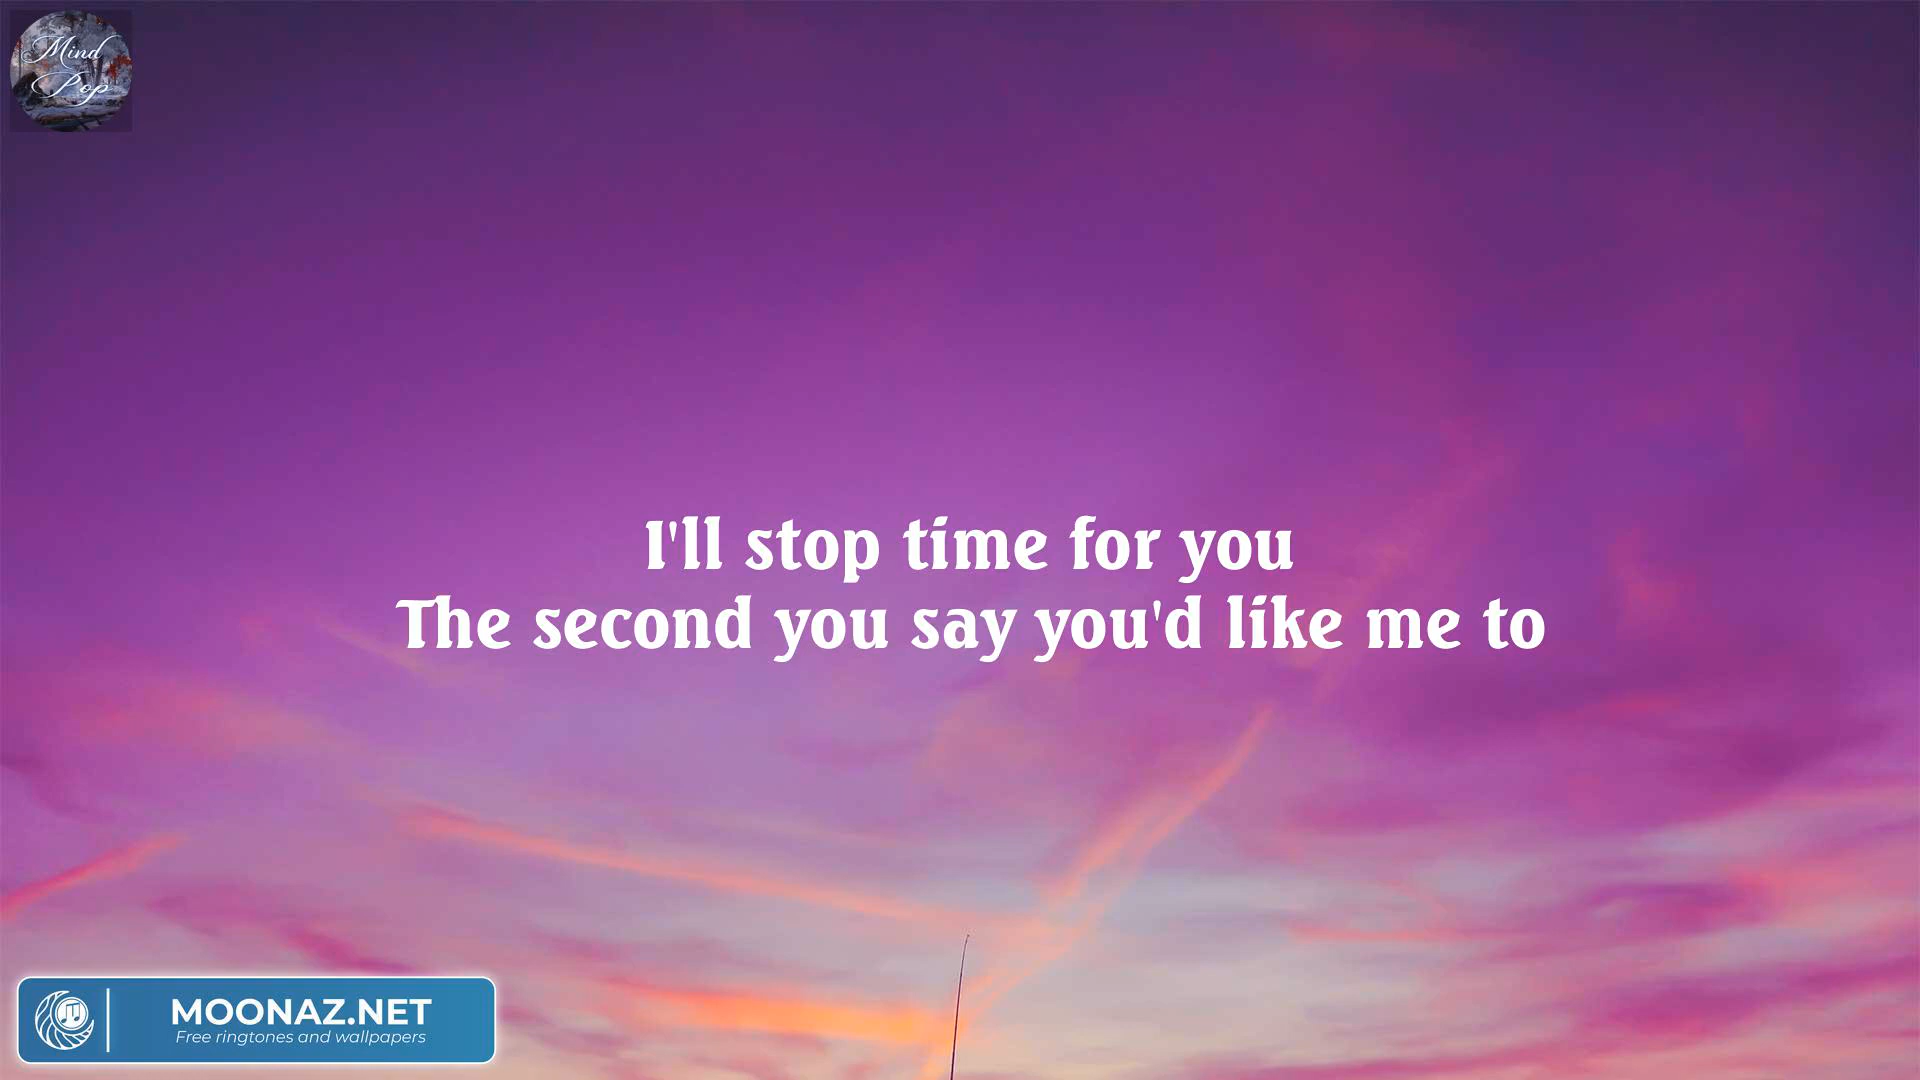 Mind
Pop
I'll stop time for you
The second you say you'd like me to
MOONAZ.NET
Free ringtones and wallpapers